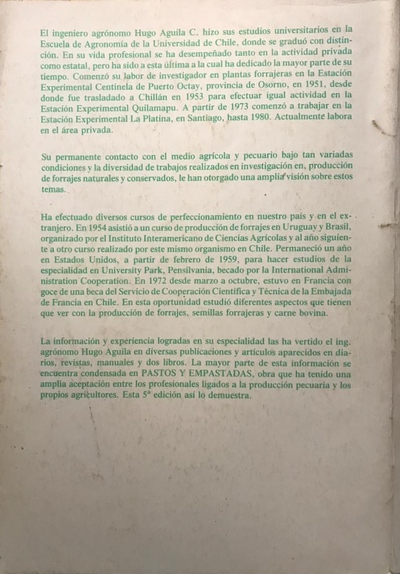 El ingeniero agrónomo Hugo Aguila C. hizo sus estudios universitarios en la
Escuela de Agronomía de la Universidad de Chile, donde se graduó con distin-
ción. En su vida profesional se ha desempeñado tanto en la actividad privada
como estatal, pero ha sido a esta última a la cual ha dedicado la mayor parte de su
tiempo. Comenzó su labor de investigador en plantas forrajeras en la Estación
Experimental Centinela de Puerto Octay, provincia de Osorno, en 1951, desde
donde fue trasladado a Chillán en 1953 para efectuar igual actividad en la
Estación Experimental Quilamapu. A partir de 1973 comenzó a trabajar en la
Estación Experimental La Platina, en Santiago, hasta 1980. Actualmente labora
en el área privada.
Su permanente contacto con el medio agrícola y pecuario bajo tan variadas
condiciones y la diversidad de trabajos realizados en investigación en, producción
de forrajes naturales y conservados, le han otorgado una amplia visión sobre estos
temas.
Ha efectuado diversos cursos de perfeccionamiento en nuestro país y en el ex-
tranjero. En 1954 asistió a un curso de producción de forrajes en Uruguay y Brasil,
organizado por el Instituto Interamericano de Ciencias Agrícolas y al año siguien-
te a otro curso realizado por este mismo organismo en Chile. Permaneció un año
en Estados Unidos, a partir de febrero de 1959, para hacer estudios de la
especialidad en University Park, Pensilvania, becado por la International Admi-
nistration Cooperation. En 1972 desde marzo a octubre, estuvo en Francia con
goce de una beca del Servicio de Cooperación Científica y Técnica de la Embajada
de Francia en Chile. En esta oportunidad estudió diferentes aspectos que tienen
que ver con la producción de forrajes, semillas forrajeras y carne bovina.
La información y experiencia logradas en su especialidad las ha vertido el ing.
agrónomo Hugo Aguila en diversas publicaciones y artículos aparecidos en dia-
rios, revistas, manuales y dos libros. La mayor parte de esta información se
encuentra condensada en PASTOS Y EMPASTADAS, obra que ha tenido una
amplia aceptación entre los profesionales ligados a la producción pecuaria y los
propios agricultores. Esta 5ª edición así lo demuestra.